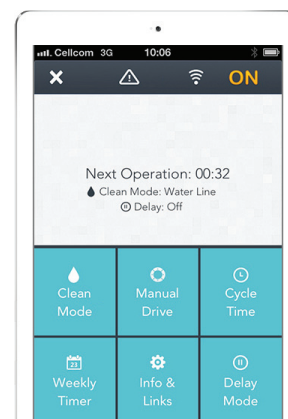 Cellcom 3G 10:06
ON
Next Operation: 00:32
Clean Mode: Water Line
Delay: Off
Clean Manual Cycle
Mode Drive Time
23
Weekly Info & Delay
Timer Links Mode